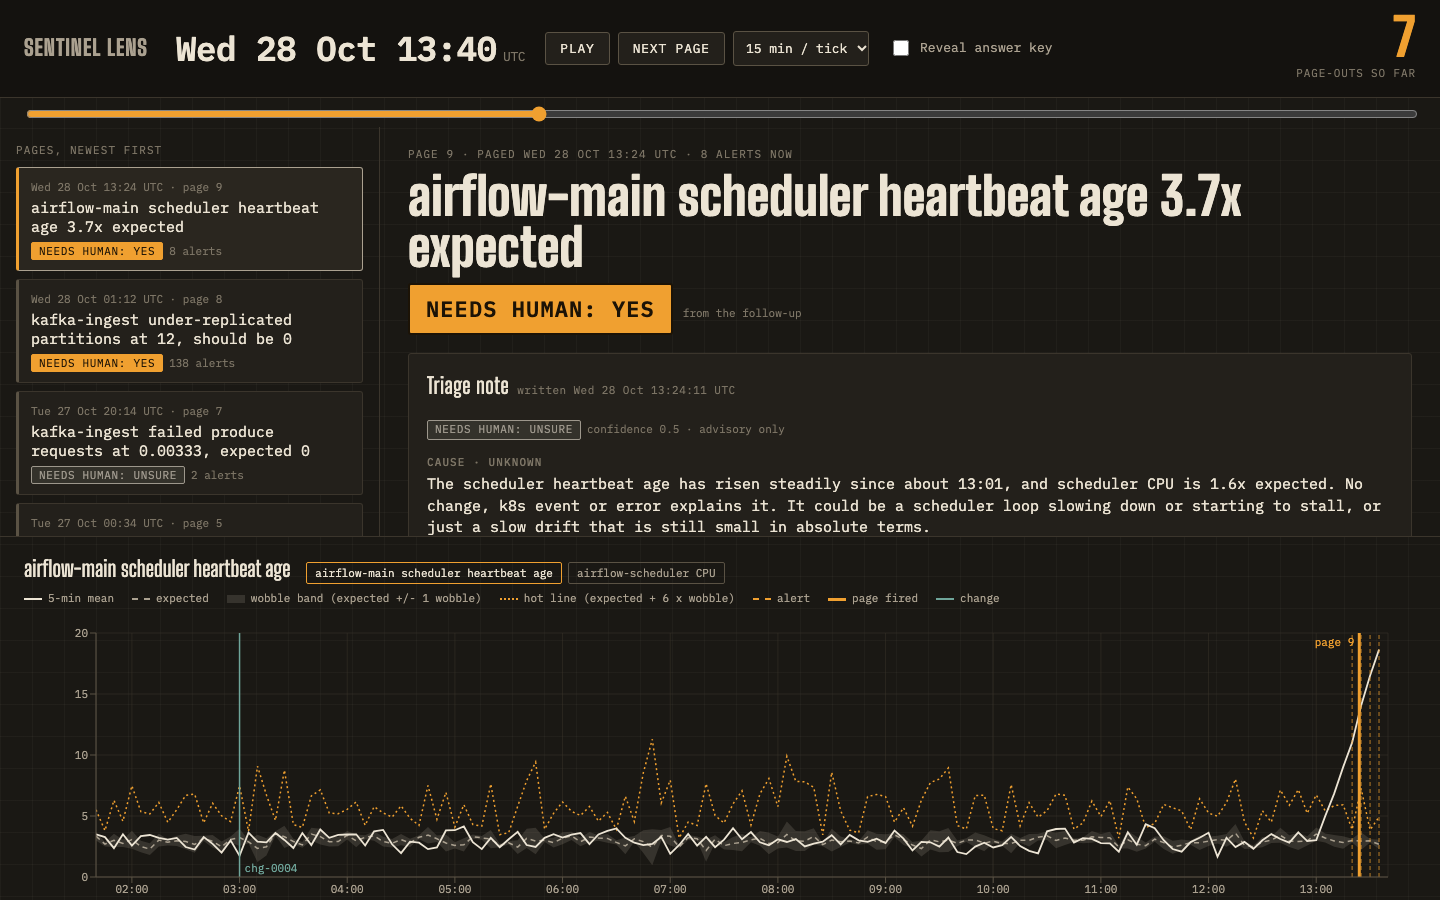 SENTINEL LENS
Wed 28 Oct 13:40 UTC
PLAY
NEXT PAGE
15 min / tick
Reveal answer key
7
PAGE-OUTS SO FAR
PAGES, NEWEST FIRST
Wed 28 Oct 13:24 UTC · page 9
airflow-main scheduler heartbeat
age 3.7x expected
NEEDS HUMAN: YES 8 alerts
Wed 28 Oct 01:12 UTC · page 8
kafka-ingest under-replicated
partitions at 12, should be 0
NEEDS HUMAN: YES 138 alerts
Tue 27 Oct 20:14 UTC · page 7
kafka-ingest failed produce
requests at 0.00333, expected 0
NEEDS HUMAN: UNSURE 2 alerts
Tue 27 Oct 00:34 UTC · page 5
PAGE 9 · PAGED WED 28 OCT 13:24 UTC · 8 ALERTS NOW
airflow-main scheduler heartbeat age 3.7x
expected
NEEDS HUMAN: YES from the follow-up
Triage note written Wed 28 Oct 13:24:11 UTC
NEEDS HUMAN: UNSURE confidence 0.5 · advisory only
CAUSE · UNKNOWN
The scheduler heartbeat age has risen steadily since about 13:01, and scheduler CPU is 1.6x expected. No
change, k8s event or error explains it. It could be a scheduler loop slowing down or starting to stall, or
just a slow drift that is still small in absolute terms.
airflow-main scheduler heartbeat age
airflow-main scheduler heartbeat age
airflow-scheduler CPU
5-min mean
expected
wobble band (expected +/- 1 wobble)
hot line (expected + 6 x wobble)
alert
page fired
change
20
15
10
5
0
page 9
chg-0004
02:00
03:00
04:00
05:00
06:00
07:00
08:00
09:00
10:00
11:00
12:00
13:00